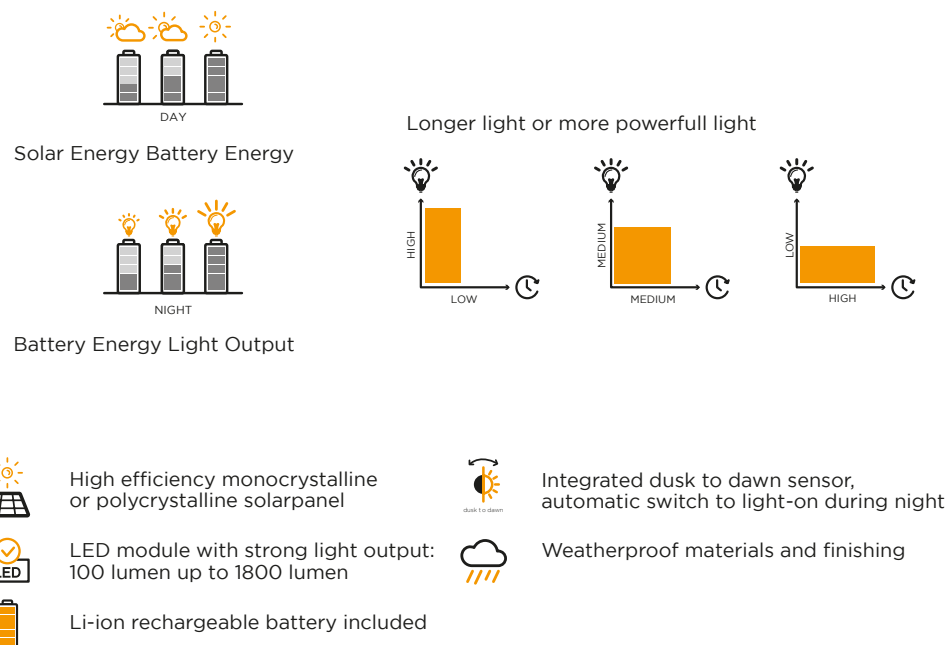 DAY
Solar Energy Battery Energy
NIGHT
Battery Energy Light Output
Longer light or more powerfull light
HIGH
LOW
MEDIUM
MEDIUM
LOW
HIGH
High efficiency monocrystalline
or polycrystalline solarpanel
LED
LED module with strong light output:
100 lumen up to 1800 lumen
Li-ion rechargeable battery included
dusk to dawn
Integrated dusk to dawn sensor,
automatic switch to light-on during night
Weatherproof materials and finishing